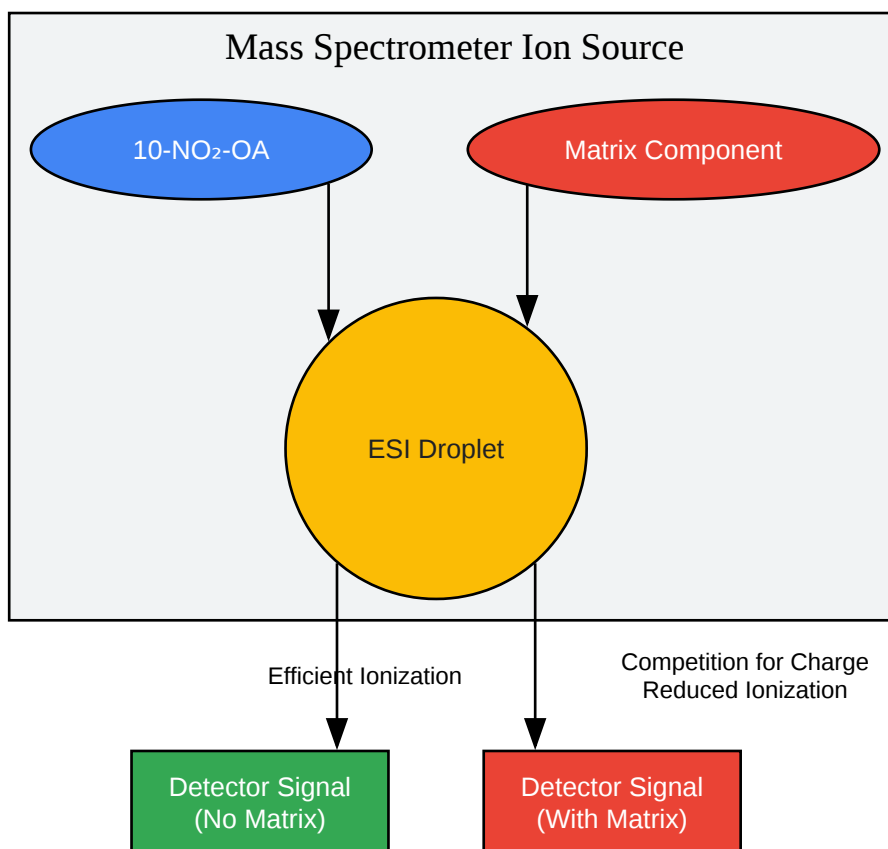 Mass Spectrometer Ion Source
10-NO₂-OA
Matrix Component
ESI Droplet
Efficient Ionization
Competition for Charge
Reduced Ionization
Detector Signal
(No Matrix)
Detector Signal
(With Matrix)